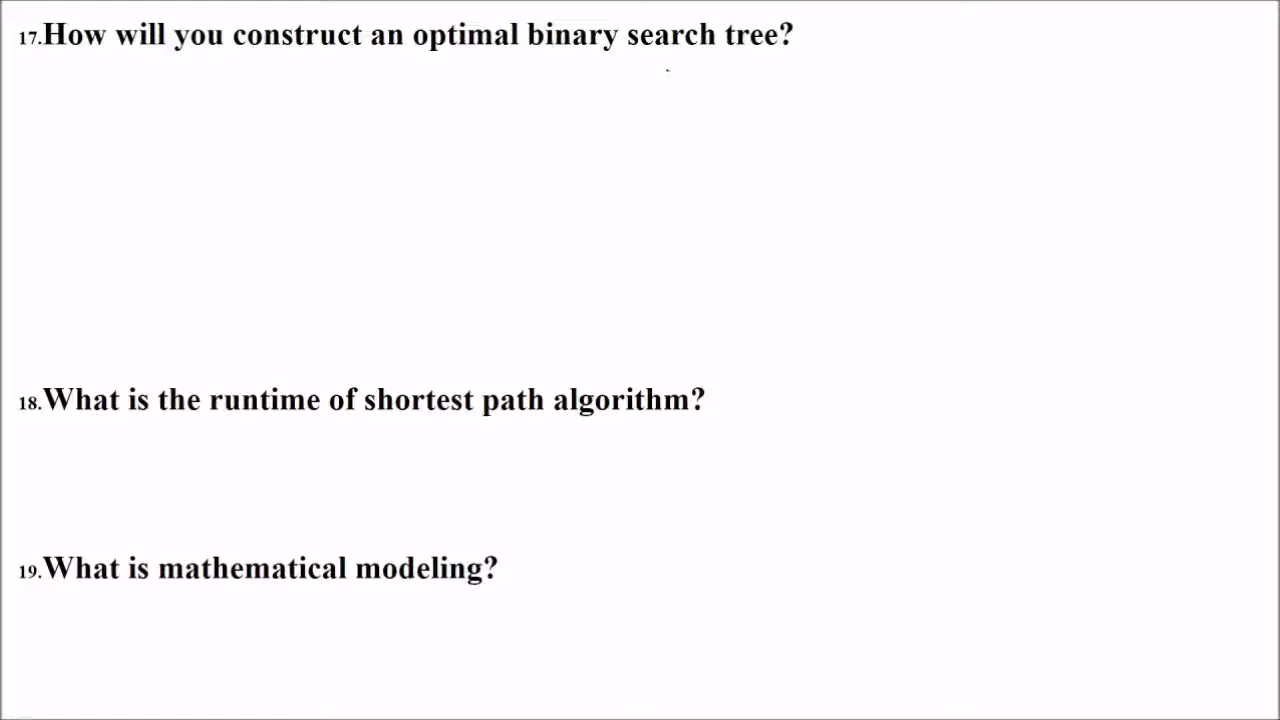 17.How will you construct an optimal binary search tree?
18.What is the runtime of shortest path algorithm?
19.What is mathematical modeling?